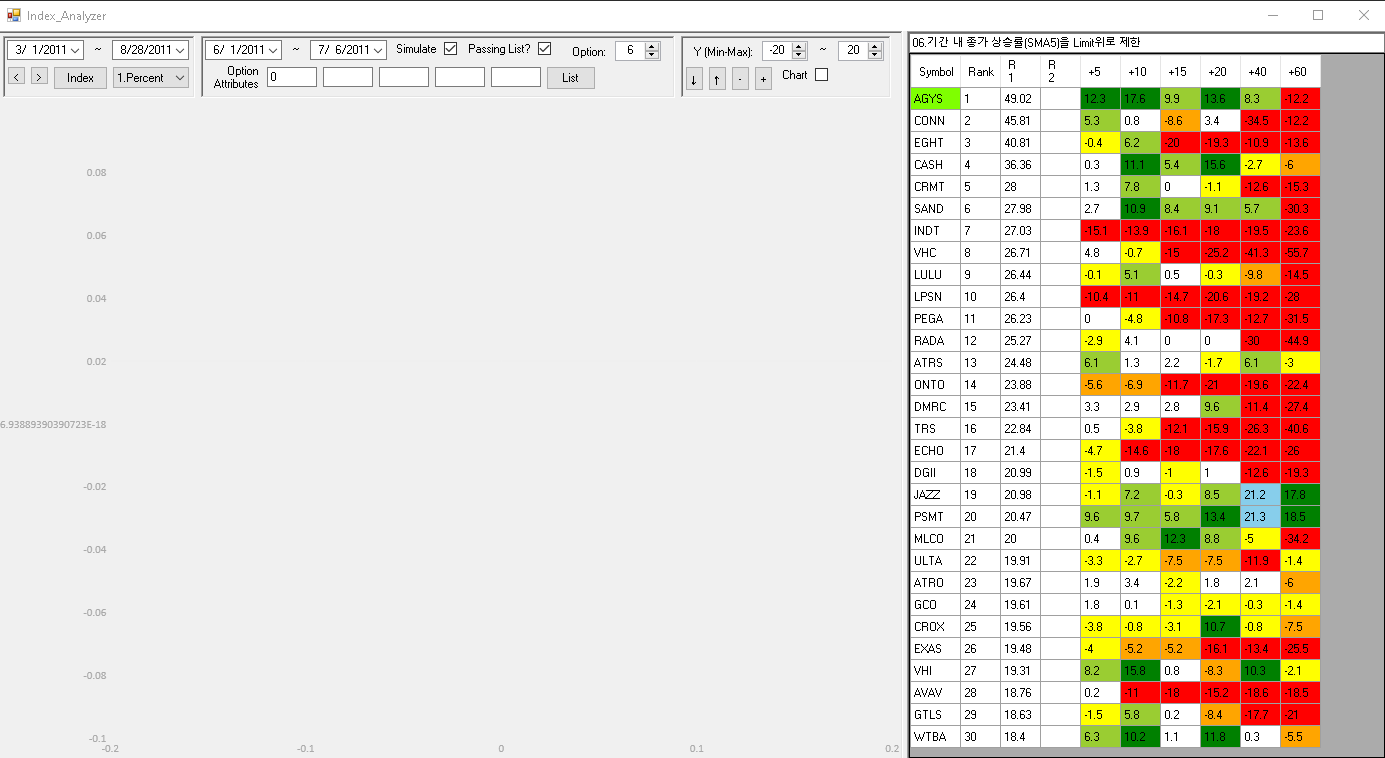 Index_Analyzer
3/ 1/2011 ~ 8/28/2011
< > Index 1.Percent
6/ 1/2011 ~ 7/ 6/2011 Simulate Passing List? Option: 6
Option Attributes 0 List
Y (Min-Max): -20 ~ 20
↓ ↑ - + Chart
0.08
0.06
0.04
0.02
6.93889390390723E-18
-0.02
-0.04
-0.06
-0.08
-0.1
-0.2 -0.1 0 0.1 0.2
06.기간 내 종가 상승률(SMA5)을 Limit위로 제한
Symbol Rank R 1 R 2 +5 +10 +15 +20 +40 +60
AGYS 1 49.02 12.3 17.6 9.9 13.6 8.3 -12.2
CONN 2 45.81 5.3 0.8 -8.6 3.4 -34.5 -12.2
EGHT 3 40.81 -0.4 6.2 -20 -19.3 -10.9 -13.6
CASH 4 36.36 0.3 11.1 5.4 15.6 -2.7 -6
CRMT 5 28 1.3 7.8 0 -1.1 -12.6 -15.3
SAND 6 27.98 2.7 10.9 8.4 9.1 5.7 -30.3
INDT 7 27.03 -15.1 -13.9 -16.1 -18 -19.5 -23.6
VHC 8 26.71 4.8 -0.7 -15 -25.2 -41.3 -55.7
LULU 9 26.44 -0.1 5.1 0.5 -0.3 -9.8 -14.5
LPSN 10 26.4 -10.4 -11 -14.7 -20.6 -19.2 -28
PEGA 11 26.23 0 -4.8 -10.8 -17.3 -12.7 -31.5
RADA 12 25.27 -2.9 4.1 0 0 -30 -44.9
ATRS 13 24.48 6.1 1.3 2.2 -1.7 6.1 -3
ONTO 14 23.88 -5.6 -6.9 -11.7 -21 -19.6 -22.4
DMRC 15 23.41 3.3 2.9 2.8 9.6 -11.4 -27.4
TRS 16 22.84 0.5 -3.8 -12.1 -15.9 -26.3 -40.6
ECHO 17 21.4 -4.7 -14.6 -18 -17.6 -22.1 -26
DGII 18 20.99 -1.5 0.9 -1 1 -12.6 -19.3
JAZZ 19 20.98 -1.1 7.2 -0.3 8.5 21.2 17.8
PSMT 20 20.47 9.6 9.7 5.8 13.4 21.3 18.5
MLCO 21 20 0.4 9.6 12.3 8.8 -5 -34.2
ULTA 22 19.91 -3.3 -2.7 -7.5 -7.5 -11.9 -1.4
ATRO 23 19.67 1.9 3.4 -2.2 1.8 2.1 -6
GCO 24 19.61 1.8 0.1 -1.3 -2.1 -0.3 -1.4
CROX 25 19.56 -3.8 -0.8 -3.1 10.7 -0.8 -7.5
EXAS 26 19.48 -4 -5.2 -5.2 -16.1 -13.4 -25.5
VHI 27 19.31 8.2 15.8 0.8 -8.3 10.3 -2.1
AVAV 28 18.76 0.2 -11 -18 -15.2 -18.6 -18.5
GTLS 29 18.63 -1.5 5.8 0.2 -8.4 -17.7 -21
WTBA 30 18.4 6.3 10.2 1.1 11.8 0.3 -5.5